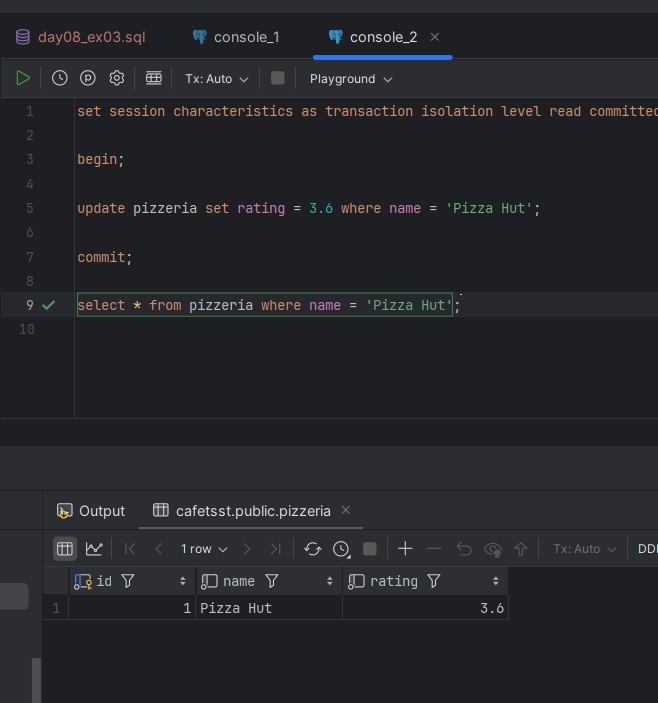 day08_ex03.sql console_1 console_2
Tx: Auto Playground
1 set session characteristics as transaction isolation level read committed
2
3 begin;
4
5 update pizzeria set rating = 3.6 where name = 'Pizza Hut';
6
7 commit;
8
9 select * from pizzeria where name = 'Pizza Hut';
10
Output cafetsst.public.pizzeria
1 row Tx: Auto DDL
id name rating
1 1 Pizza Hut 3.6